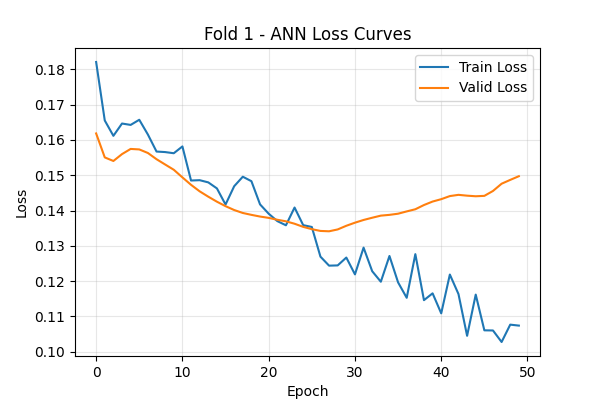 Fold 1 - ANN Loss Curves
Train Loss
Valid Loss
Loss
0.18
0.17
0.16
0.15
0.14
0.13
0.12
0.11
0.10
0 10 20 30 40 50
Epoch